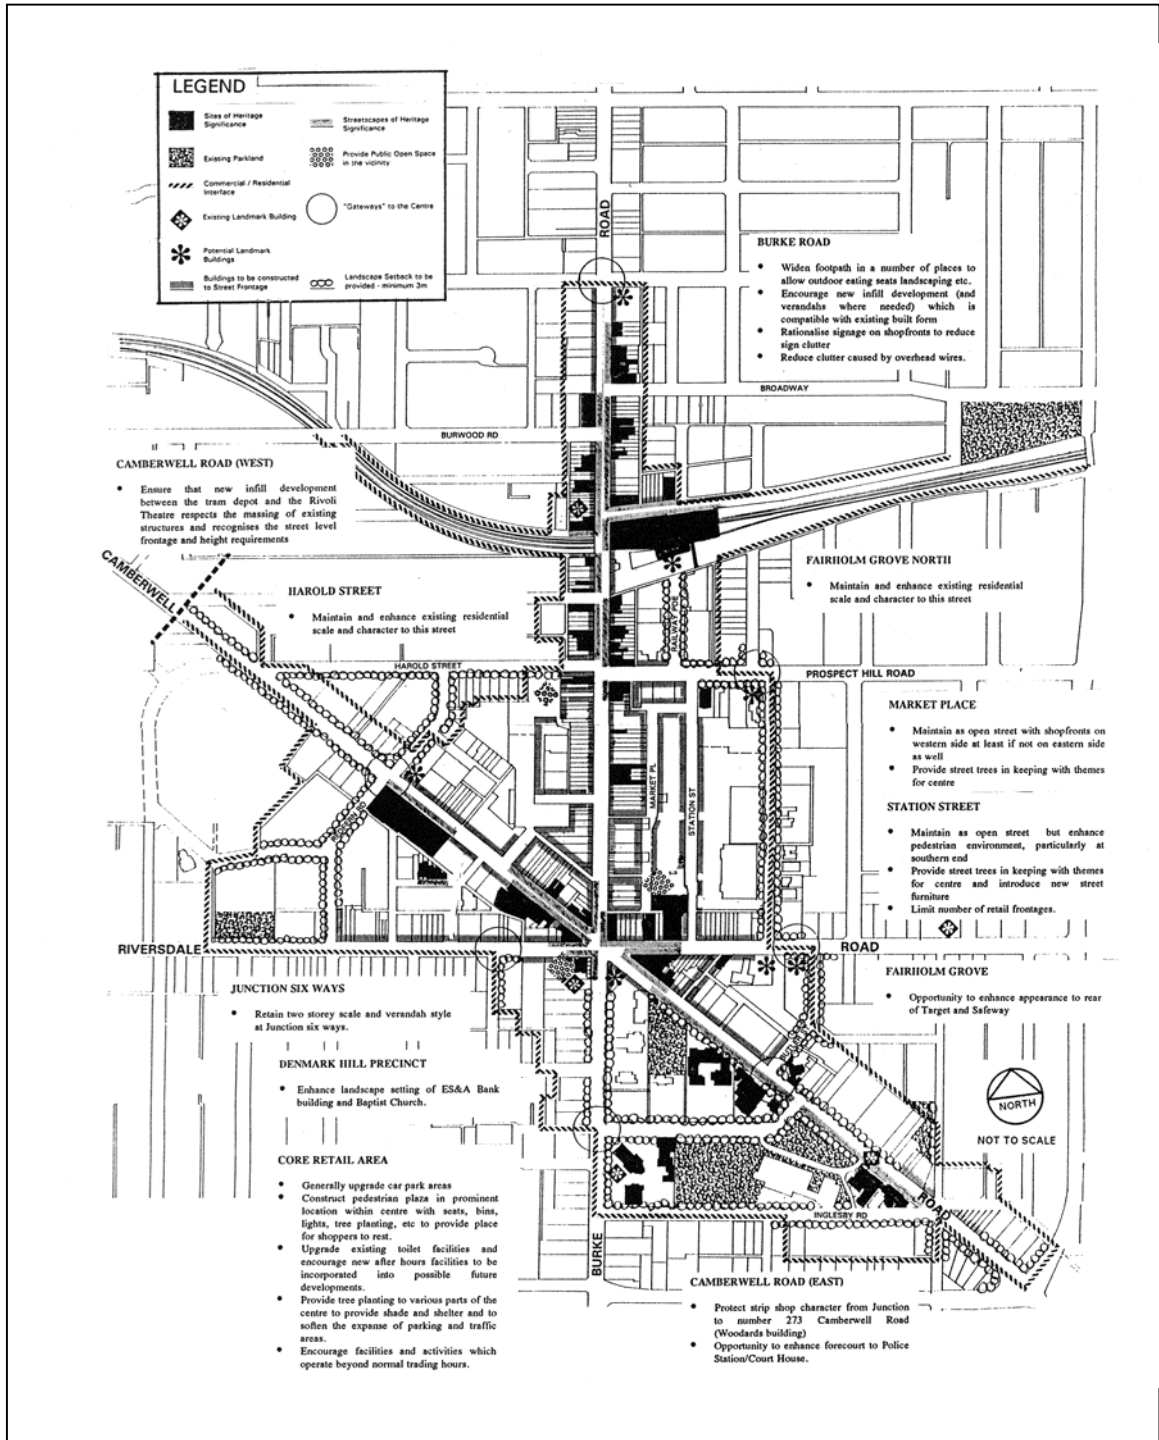 LEGEND
Sites of Heritage
Significance
Streetscapes of Heritage
Significance
Existing Parkland
Provide Public Open Space
in the vicinity
Commercial / Residential
Interface
"Gateways" to the Centre
Existing Landmark Building
Potential Landmark
Buildings
Buildings to be constructed
to Street Frontage
Landscape Setback to be
provided - minimum 3m
ROAD
BURKE ROAD
• Widen footpath in a number of places to
allow outdoor eating seats landscaping etc.
• Encourage new infill development (and
verandahs where needed) which is
compatible with existing built form
• Rationalise signage on shopfronts to reduce
sign clutter
• Reduce clutter caused by overhead wires.
BROADWAY
BURWOOD RD
CAMBERWELL ROAD (WEST)
• Ensure that new infill development
between the tram depot and the Rivoli
Theatre respects the massing of existing
structures and recognises the street level
frontage and height requirements
CAMBERWELL
HAROLD STREET
• Maintain and enhance existing residential
scale and character to this street
FAIRHOLM GROVE NORTH
• Maintain and enhance existing residential
scale and character to this street
RAILWAY PDE
HAROLD STREET
PROSPECT HILL ROAD
MARKET PLACE
• Maintain as open street with shopfronts on
western side at least if not on eastern side
as well
• Provide street trees in keeping with themes
for centre
MARKET PL
STATION ST
STATION STREET
• Maintain as open street but enhance
pedestrian environment, particularly at
southern end
• Provide street trees in keeping with themes
for centre and introduce new street
furniture
• Limit number of retail frontages.
RIVERSDALE
ROAD
FAIRHOLM GROVE
• Opportunity to enhance appearance to rear
of Target and Safeway
JUNCTION SIX WAYS
• Retain two storey scale and verandah style
at Junction six ways.
DENMARK HILL PRECINCT
• Enhance landscape setting of ES&A Bank
building and Baptist Church.
NORTH
NOT TO SCALE
CORE RETAIL AREA
• Generally upgrade car park areas
• Construct pedestrian plaza in prominent
location within centre with seats, bins,
lights, tree planting, etc to provide place
for shoppers to rest.
• Upgrade existing toilet facilities and
encourage new after hours facilities to be
incorporated into possible future
developments.
• Provide tree planting to various parts of the
centre to provide shade and shelter and to
soften the expanse of parking and traffic
areas.
• Encourage facilities and activities which
operate beyond normal trading hours.
ROAD
INGLESBY RD
BURKE
CAMBERWELL ROAD (EAST)
• Protect strip shop character from Junction
to number 273 Camberwell Road
(Woodards building)
• Opportunity to enhance forecourt to Police
Station/Court House.